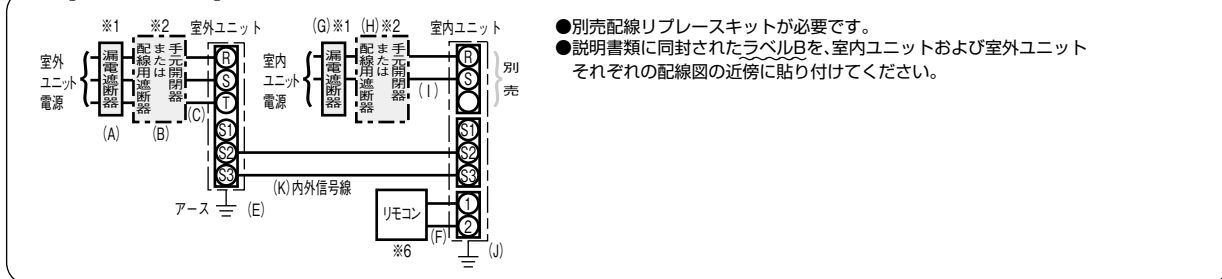 ※1
※2
室外ユニット
(G)※1
(H)※2
室内ユニット
室外
ユニット
電源
漏電遮断器
配線用遮断器
または
手元開閉器
R
S
T
S1
S2
S3
(A)
(B)
(C)
アース
(E)
(K)内外信号線
室内
ユニット
電源
漏電遮断器
配線用遮断器
または
手元開閉器
(I)
R
S
S1
S2
S3
1
2
別売
リモコン
※6
(F)
(J)
●別売配線リプレースキットが必要です。
●説明書類に同封されたラベルBを、室内ユニットおよび室外ユニット
それぞれの配線図の近傍に貼り付けてください。